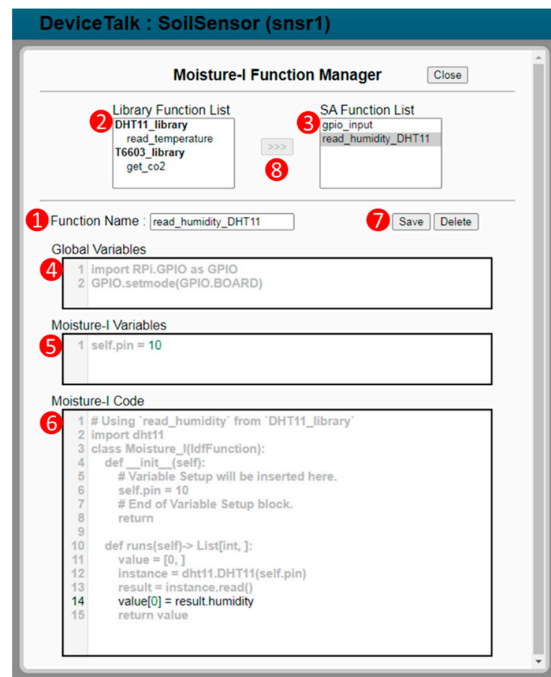 DeviceTalk : SoilSensor (snsr1)
Moisture-I Function Manager
Close
Library Function List
SA Function List
2
DHT11_library
read_temperature
T6603_library
get_co2
>>>
8
3
gpio_input
read_humidity_DHT11
1 Function Name : read_humidity_DHT11
7 Save Delete
Global Variables
4
1 import RPi.GPIO as GPIO
2 GPIO.setmode(GPIO.BOARD)
Moisture-I Variables
5
1 self.pin = 10
Moisture-I Code
6
1 # Using `read_humidity` from `DHT11_library`
2 import dht11
3 class Moisture_I(IdfFunction):
4 def __init__(self):
5 # Variable Setup will be inserted here.
6 self.pin = 10
7 # End of Variable Setup block.
8 return
9
10 def runs(self)-> List[int, ]:
11 value = [0, ]
12 instance = dht11.DHT11(self.pin)
13 result = instance.read()
14 value[0] = result.humidity
15 return value